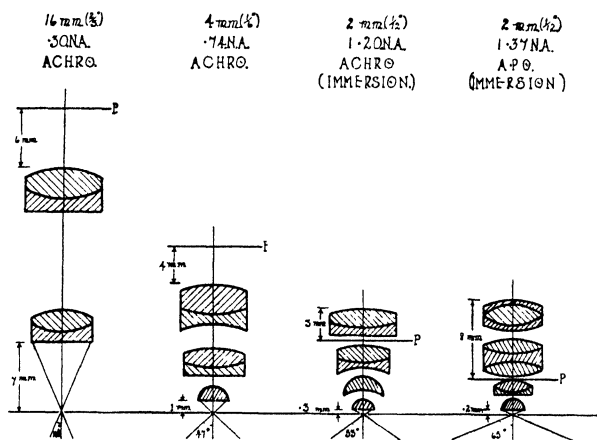 16 mm (⅔")
·30 N.A.
ACHRO.
4 mm (⅙")
·74 N.A.
ACHRO.
2 mm (1/12")
1·20 N.A.
ACHRO
(IMMERSION.)
2 mm (1/12")
1·37 N.A.
APO.
(IMMERSION)
P
6 mm
7 mm
4 mm
1 mm
47°
3 mm
P
·3 mm
55°
8 mm
P
·2 mm
65°